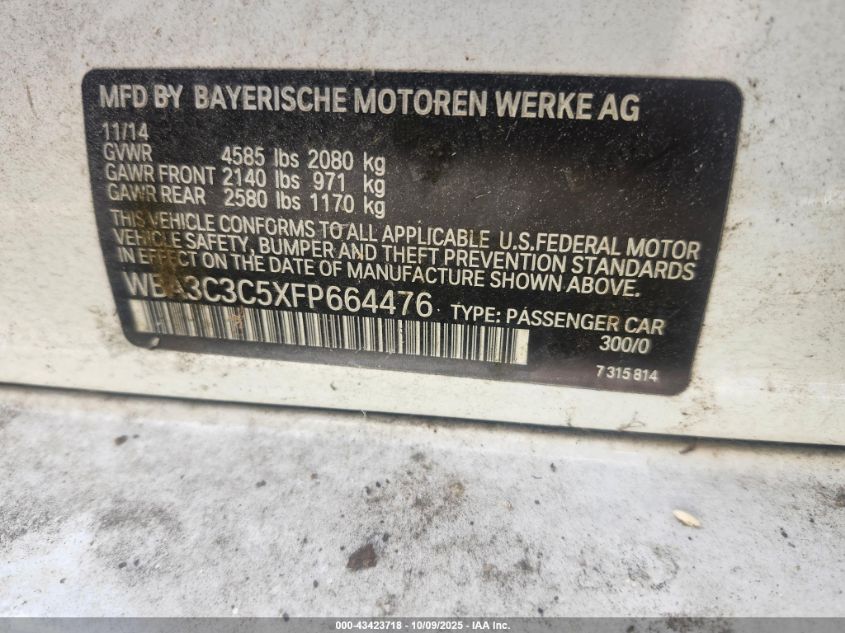 MFD BY BAYERISCHE MOTOREN WERKE AG
11/14
GVWR 4585 lbs 2080 kg
GAWR FRONT 2140 lbs 971 kg
GAWR REAR 2580 lbs 1170 kg
THIS VEHICLE CONFORMS TO ALL APPLICABLE U.S.FEDERAL MOTOR
VEHICLE SAFETY, BUMPER AND THEFT PREVENTION STANDARDS
IN EFFECT ON THE DATE OF MANUFACTURE SHOWN ABOVE.
WBA3C3C5XFP664476 TYPE: PASSENGER CAR
300/0
7 315 814
000-43423718 - 10/09/2025 - IAA Inc.